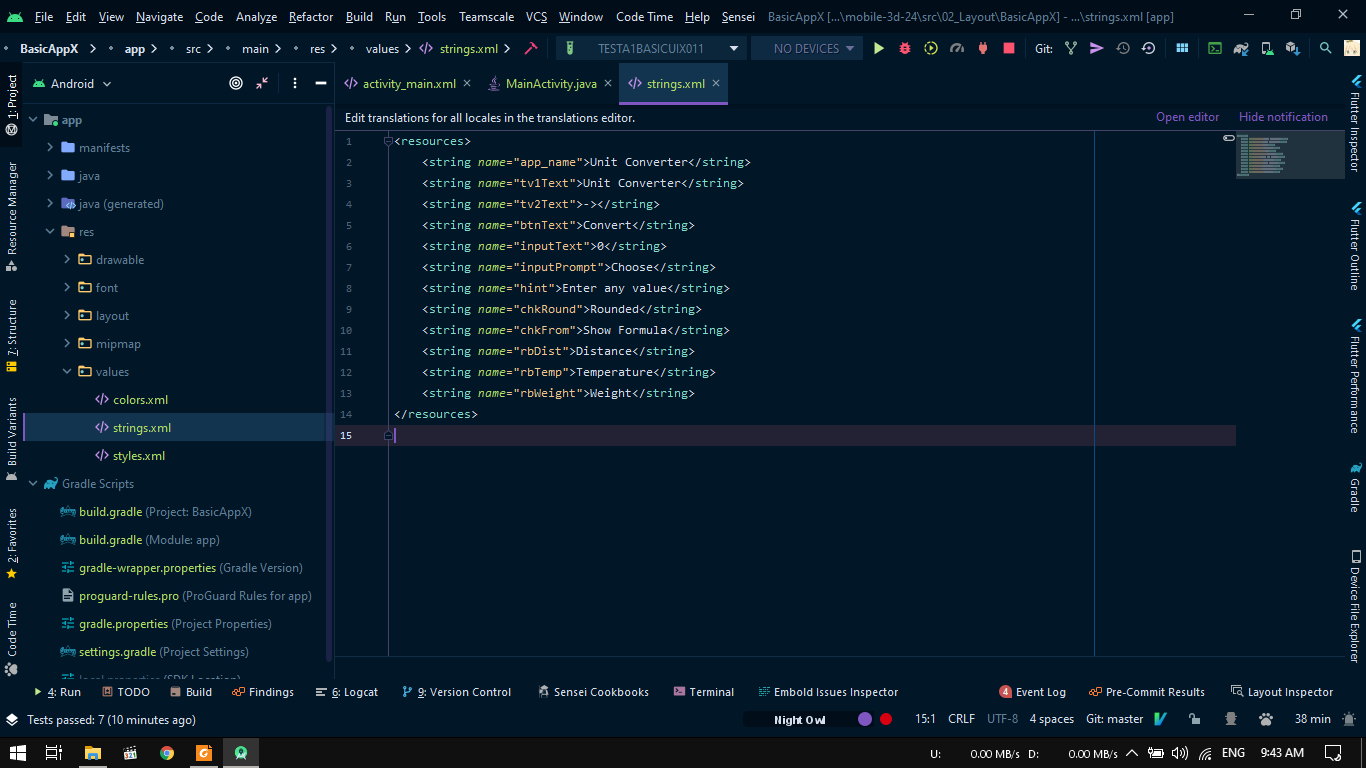 File Edit View Navigate Code Analyze Refactor Build Run Tools Teamscale VCS Window Code Time Help Sensei BasicAppX [...\mobile-3d-24\src\02_Layout\BasicAppX] - ...\strings.xml [app]
BasicAppX app src main res values strings.xml TESTA1BASICUIX011 NO DEVICES Git:
Android
activity_main.xml MainActivity.java strings.xml
Edit translations for all locales in the translations editor. Open editor Hide notification
1: Project
Resource Manager
7: Structure
Build Variants
2: Favorites
Code Time
app
manifests
java
java (generated)
res
drawable
font
layout
mipmap
values
colors.xml
strings.xml
styles.xml
Gradle Scripts
build.gradle (Project: BasicAppX)
build.gradle (Module: app)
gradle-wrapper.properties (Gradle Version)
proguard-rules.pro (ProGuard Rules for app)
gradle.properties (Project Properties)
settings.gradle (Project Settings)
local.properties (SDK Location)
1 <resources>
2 <string name="app_name">Unit Converter</string>
3 <string name="tv1Text">Unit Converter</string>
4 <string name="tv2Text">-></string>
5 <string name="btnText">Convert</string>
6 <string name="inputText">0</string>
7 <string name="inputPrompt">Choose</string>
8 <string name="hint">Enter any value</string>
9 <string name="chkRound">Rounded</string>
10 <string name="chkFrom">Show Formula</string>
11 <string name="rbDist">Distance</string>
12 <string name="rbTemp">Temperature</string>
13 <string name="rbWeight">Weight</string>
14 </resources>
15
Flutter Inspector
Flutter Outline
Flutter Performance
Gradle
Device File Explorer
4: Run TODO Build Findings 6: Logcat 9: Version Control Sensei Cookbooks Terminal Embold Issues Inspector 4 Event Log Pre-Commit Results Layout Inspector
Tests passed: 7 (10 minutes ago) Night Owl 15:1 CRLF UTF-8 4 spaces Git: master 38 min
U: 0.00 MB/s D: 0.00 MB/s ENG 9:43 AM